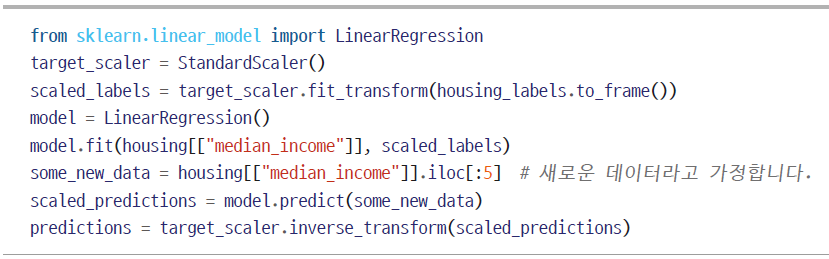 from sklearn.linear_model import LinearRegression
target_scaler = StandardScaler()
scaled_labels = target_scaler.fit_transform(housing_labels.to_frame())
model = LinearRegression()
model.fit(housing[["median_income"]], scaled_labels)
some_new_data = housing[["median_income"]].iloc[:5]  # 새로운 데이터라고 가정합니다.
scaled_predictions = model.predict(some_new_data)
predictions = target_scaler.inverse_transform(scaled_predictions)